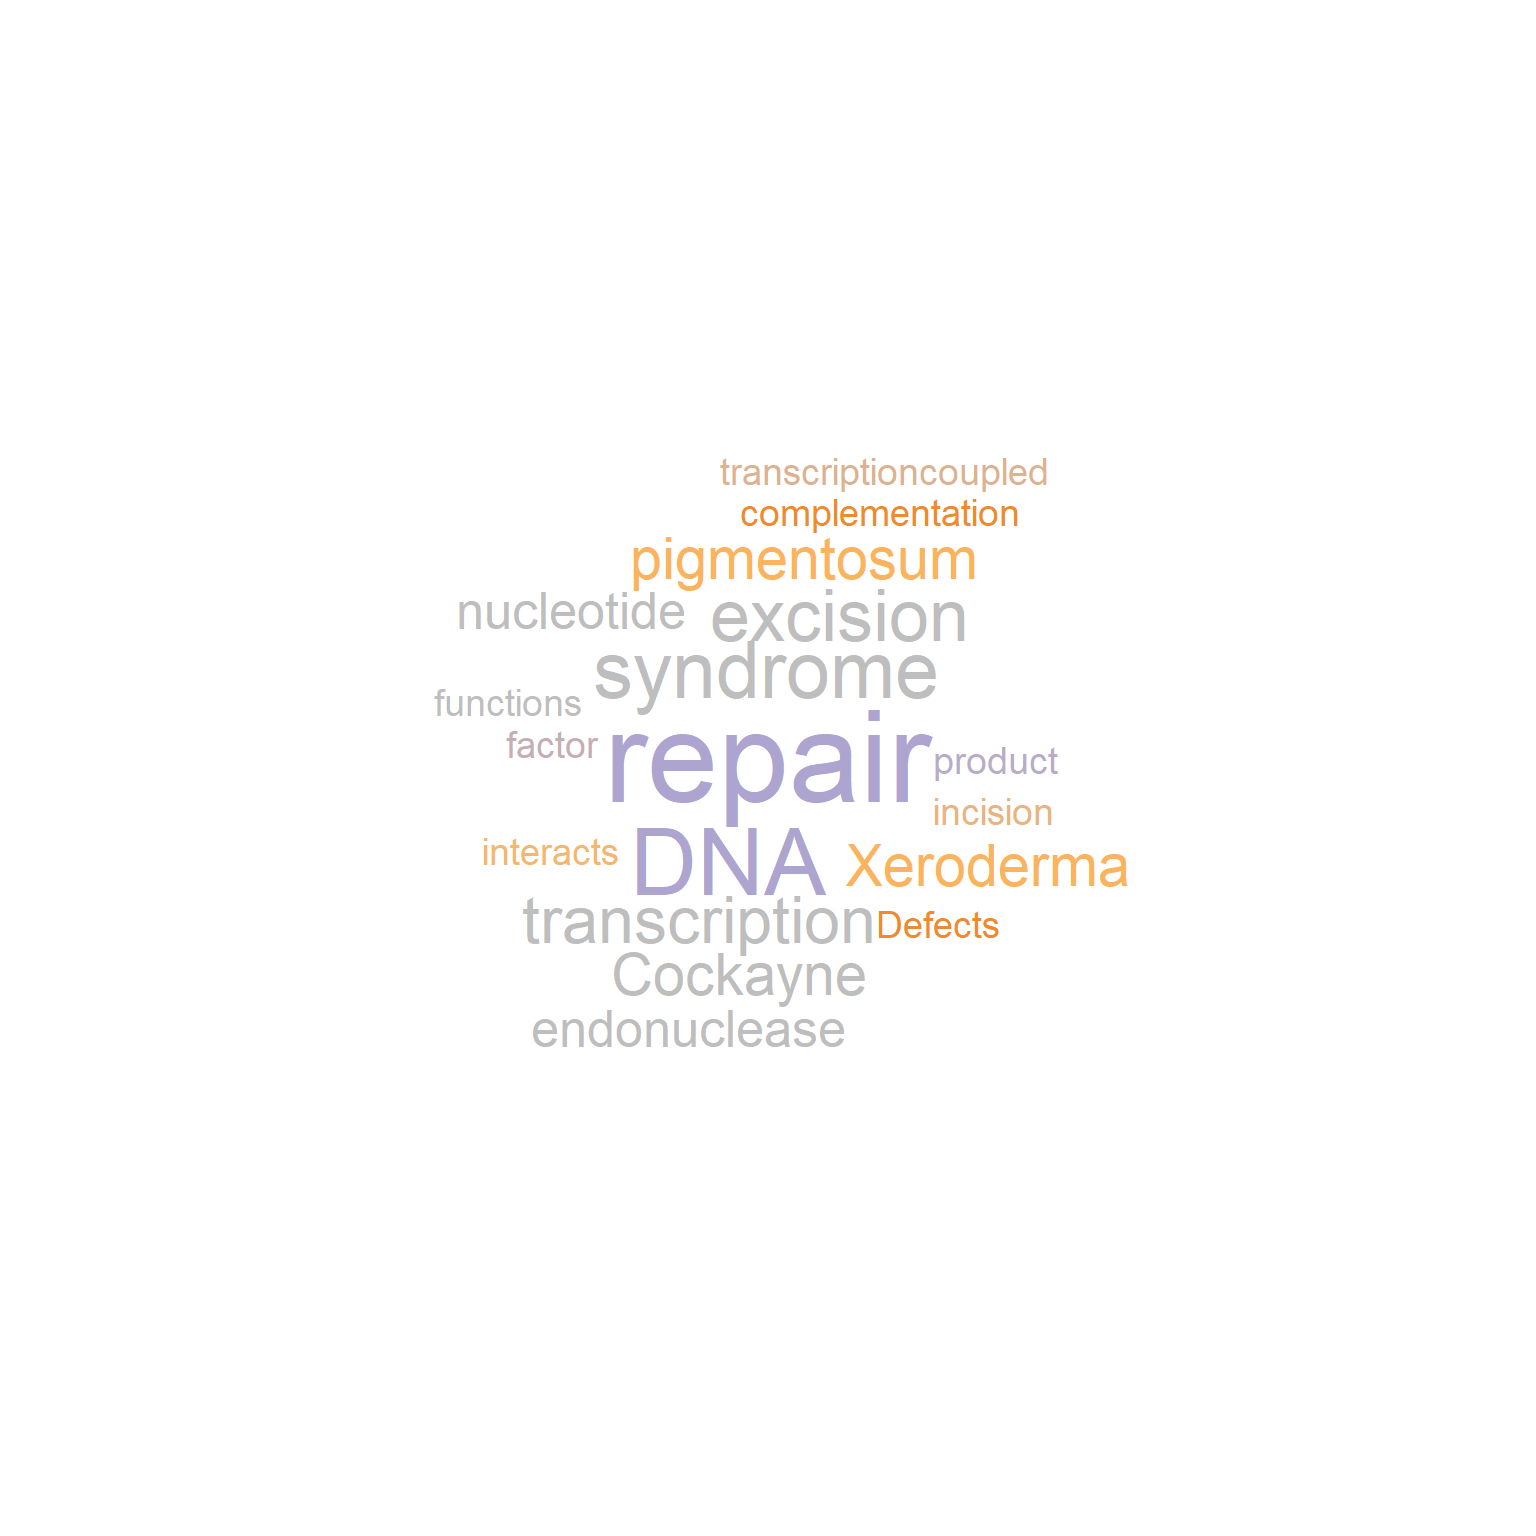 transcriptioncoupled
complementation
pigmentosum
nucleotide excision
syndrome
functions
factor repair product
incision
interacts DNA Xeroderma
transcription Defects
Cockayne
endonuclease